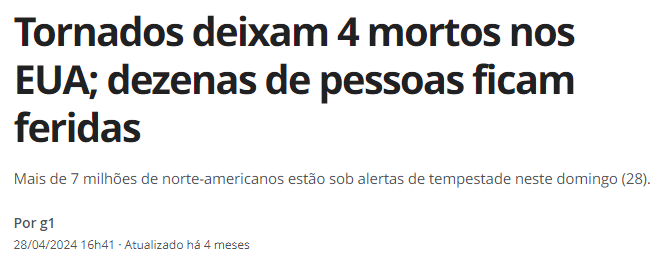 Tornados deixam 4 mortos nos
EUA; dezenas de pessoas ficam
feridas
Mais de 7 milhões de norte-americanos estão sob alertas de tempestade neste domingo (28).
Por g1
28/04/2024 16h41 · Atualizado há 4 meses